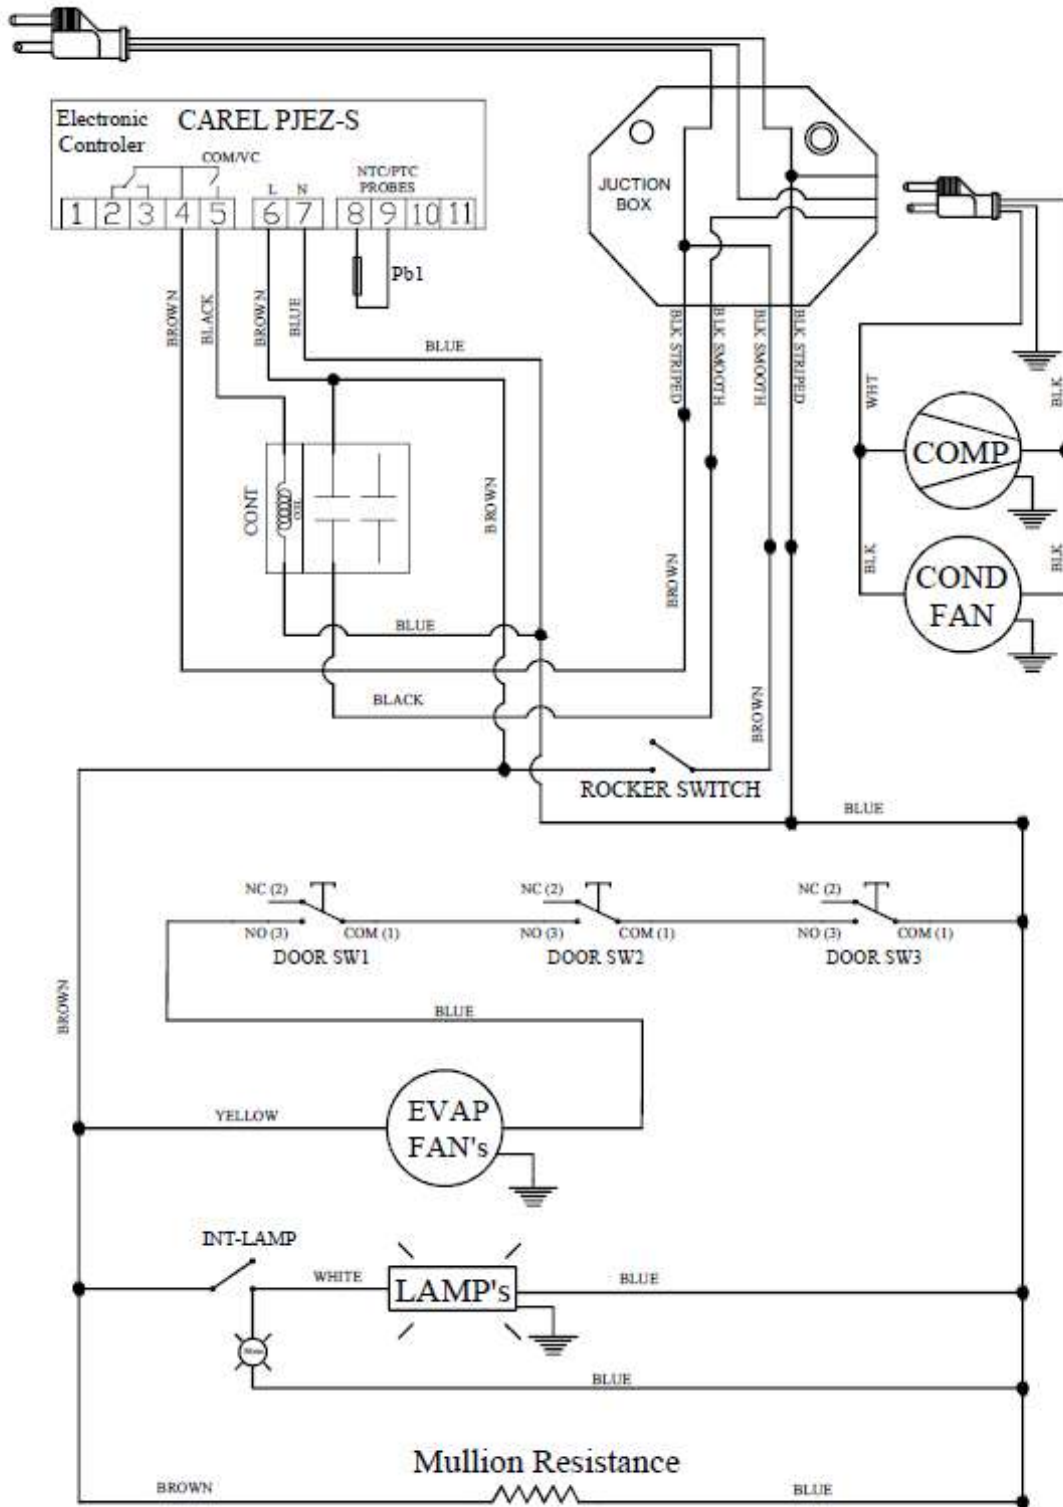 Electronic
Controler
CAREL PJEZ-S
COM/VC
L N
NTC/PTC
PROBES
1 2 3 4 5 6 7 8 9 10 11
Pb1
JUCTION
BOX
BROWN
BLACK
BROWN
BLUE
BLUE
BLK STRIPED
BLK SMOOTH
BLK SMOOTH
BLK STRIPED
WHT
BLK
COMP
CONT
COIL
BROWN
BROWN
BLK
BLK
COND
FAN
BLUE
BLACK
BROWN
ROCKER SWITCH
BLUE
NC (2)
NO (3)
COM (1)
DOOR SW1
NC (2)
NO (3)
COM (1)
DOOR SW2
NC (2)
NO (3)
COM (1)
DOOR SW3
BROWN
BLUE
YELLOW
EVAP
FAN's
INT-LAMP
WHITE
LAMP's
BLUE
BLUE
Mullion Resistance
BROWN
BLUE